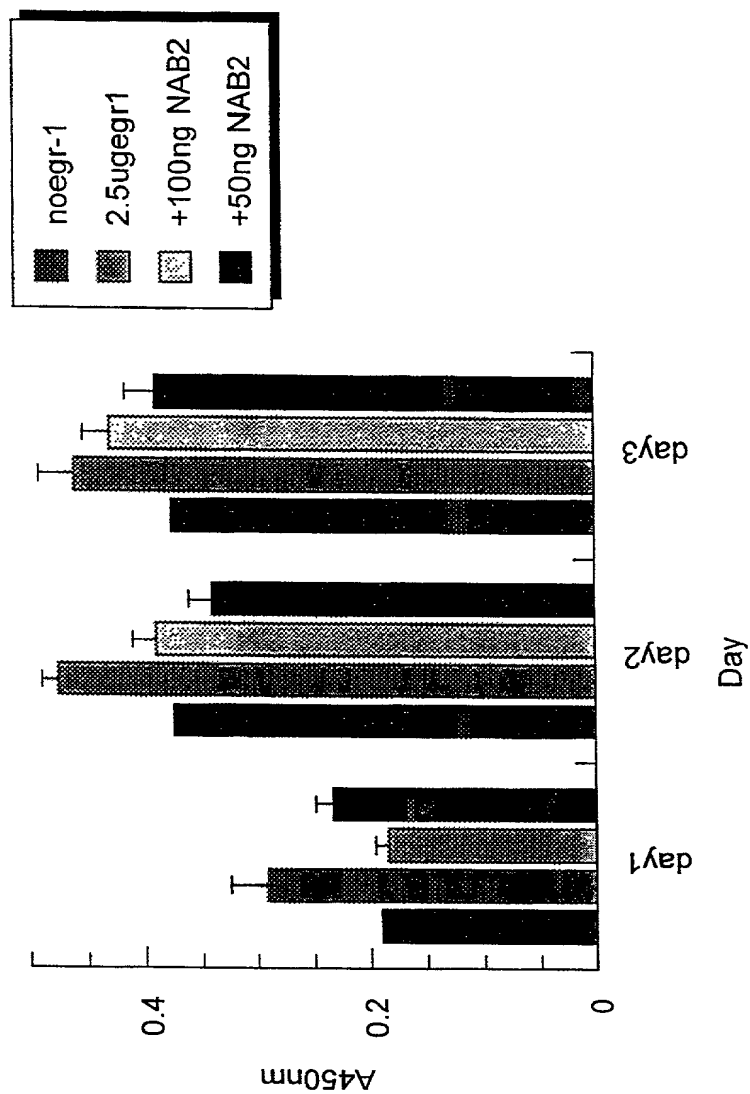 noegr-1
2.5ugegr1
+100ng NAB2
+50ng NAB2
A450nm
0.4
0.2
0
day1
day2
day3
Day